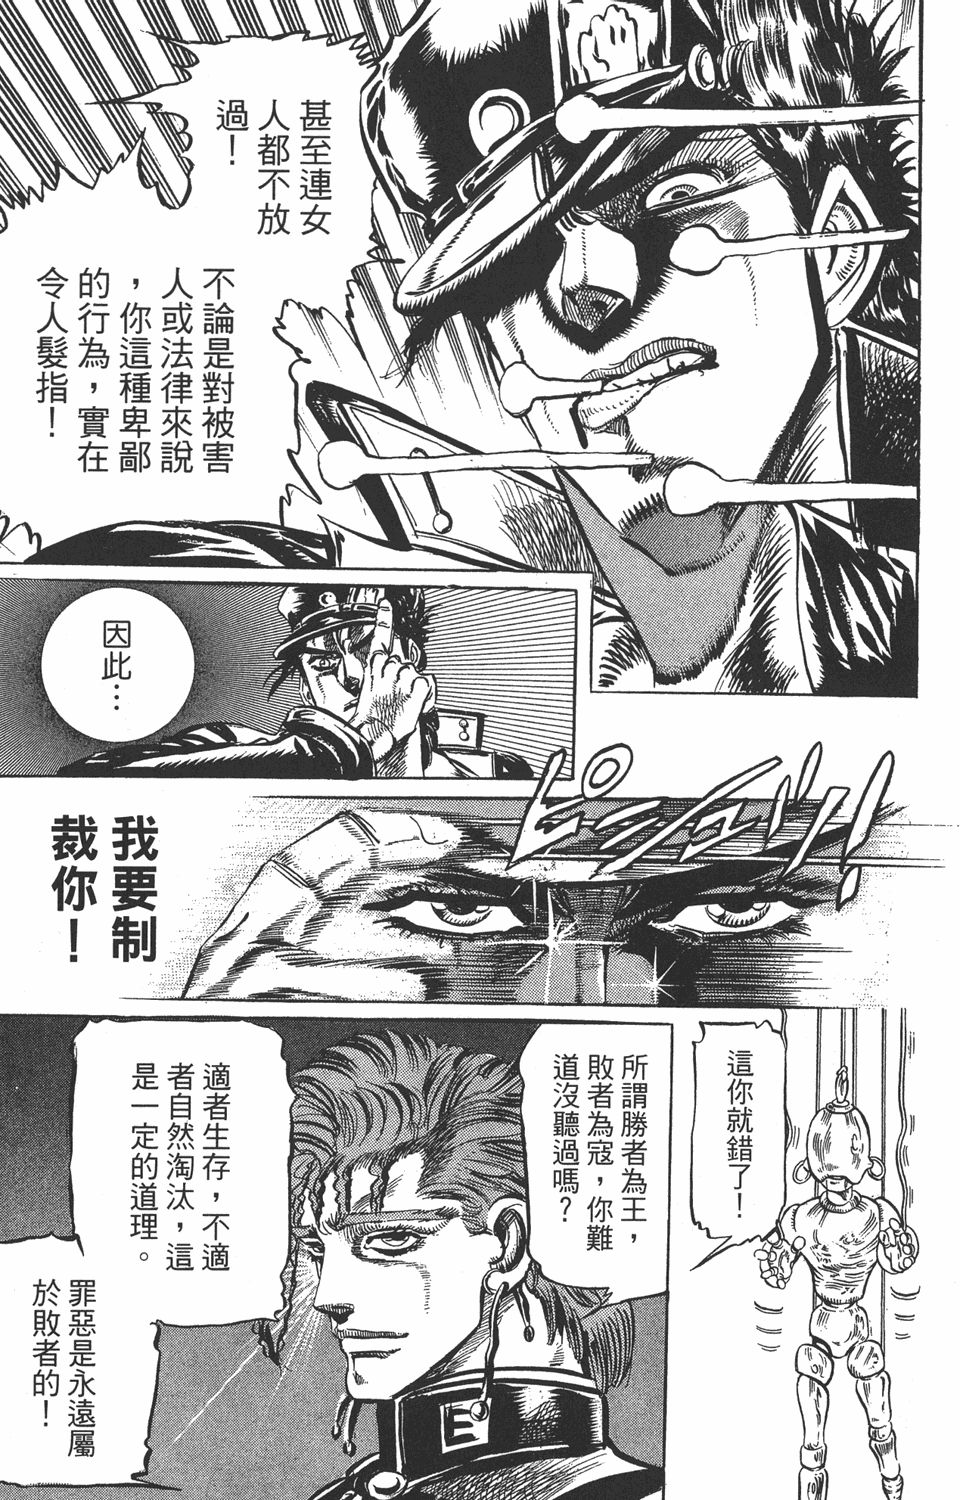 甚至連女
人都不放
過！
不論是對被害
人或法律來說
，你這種卑鄙
的行為，實在
令人髮指！
因此…
ピシュッ！！
我要制
裁你！
這你就錯了！
所謂勝者為王，
敗者為寇，你難
道沒聽過嗎？
適者生存，不適
者自然淘汰，這
是一定的道理。
罪惡是永遠屬
於敗者的！
E